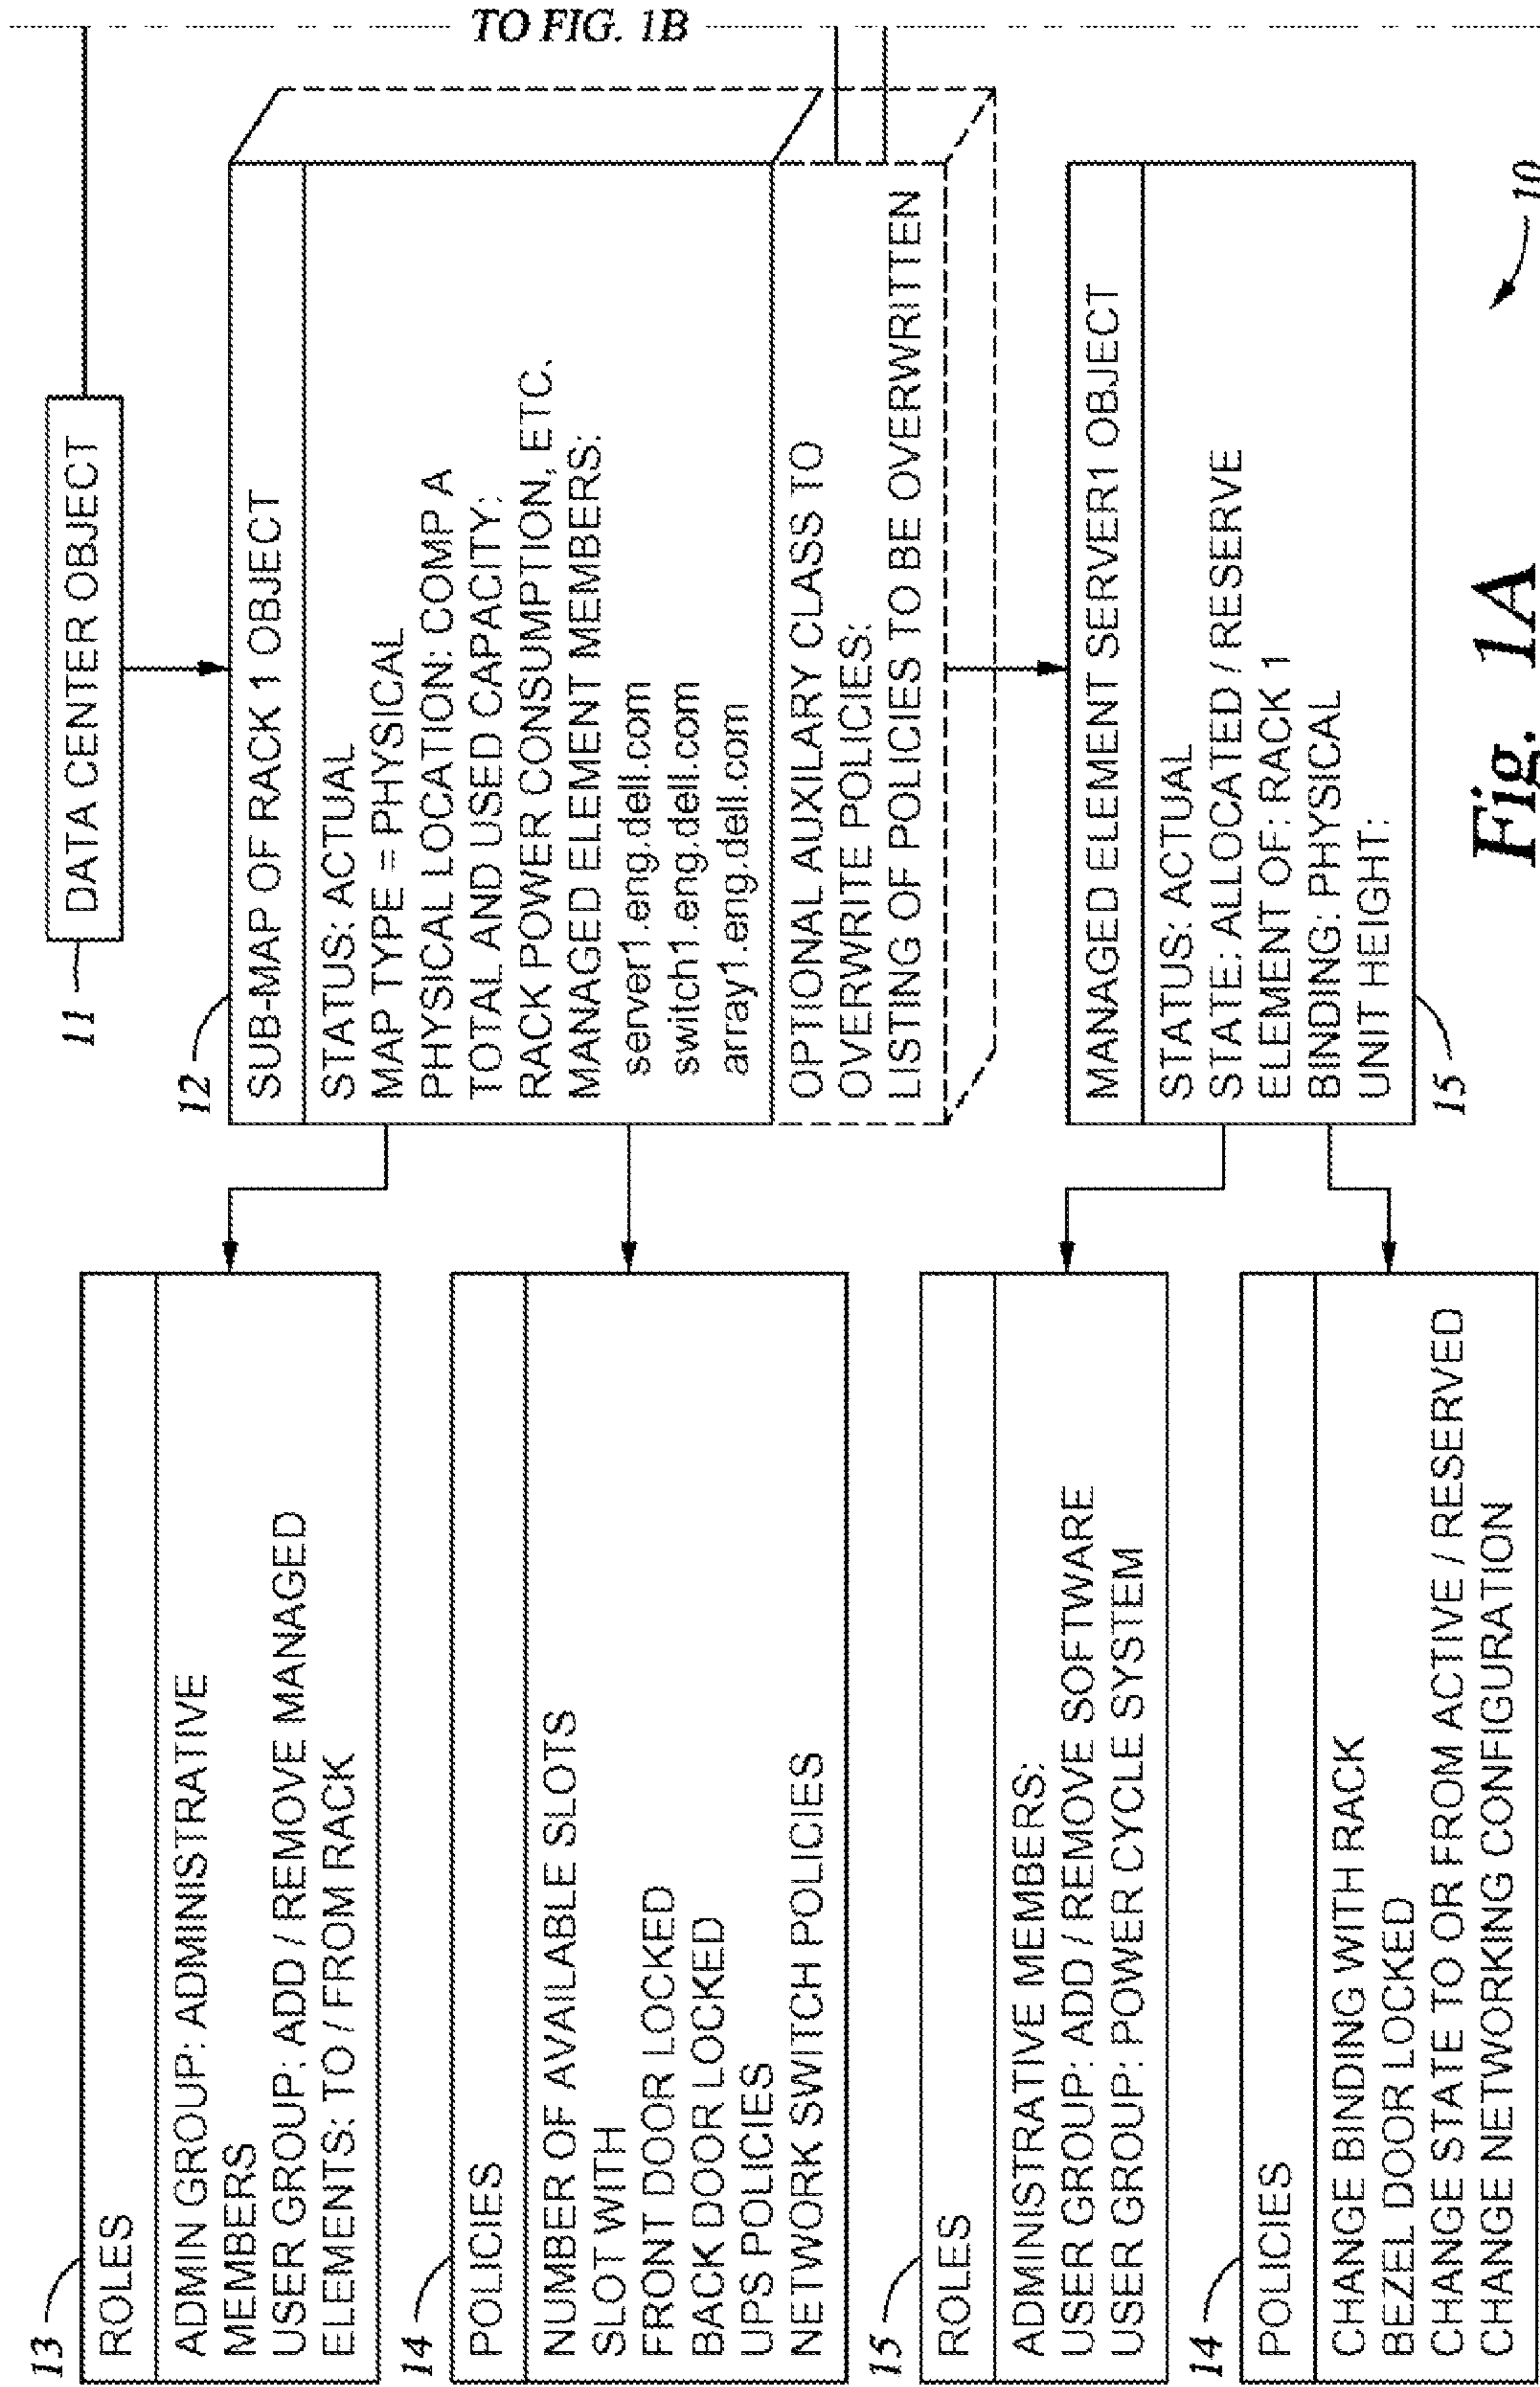 TO FIG. 1B
11
DATA CENTER OBJECT
12
SUB-MAP OF RACK 1 OBJECT
STATUS: ACTUAL
MAP TYPE = PHYSICAL
PHYSICAL LOCATION: COMP A
TOTAL AND USED CAPACITY:
RACK POWER CONSUMPTION, ETC.
MANAGED ELEMENT MEMBERS:
server1.eng.dell.com
switch1.eng.dell.com
array1.eng.dell.com
OPTIONAL AUXILARY CLASS TO
OVERWRITE POLICIES:
LISTING OF POLICIES TO BE OVERWRITTEN
MANAGED ELEMENT SERVER1 OBJECT
STATUS: ACTUAL
STATE: ALLOCATED / RESERVE
ELEMENT OF: RACK 1
BINDING: PHYSICAL
UNIT HEIGHT:
15
13
ROLES
ADMIN GROUP: ADMINISTRATIVE
MEMBERS
USER GROUP: ADD / REMOVE MANAGED
ELEMENTS: TO / FROM RACK
14
POLICIES
NUMBER OF AVAILABLE SLOTS
SLOT WITH
FRONT DOOR LOCKED
BACK DOOR LOCKED
UPS POLICIES
NETWORK SWITCH POLICIES
15
ROLES
ADMINISTRATIVE MEMBERS:
USER GROUP: ADD / REMOVE SOFTWARE
USER GROUP: POWER CYCLE SYSTEM
14
POLICIES
CHANGE BINDING WITH RACK
BEZEL DOOR LOCKED
CHANGE STATE TO OR FROM ACTIVE / RESERVED
CHANGE NETWORKING CONFIGURATION
10
Fig. 1A